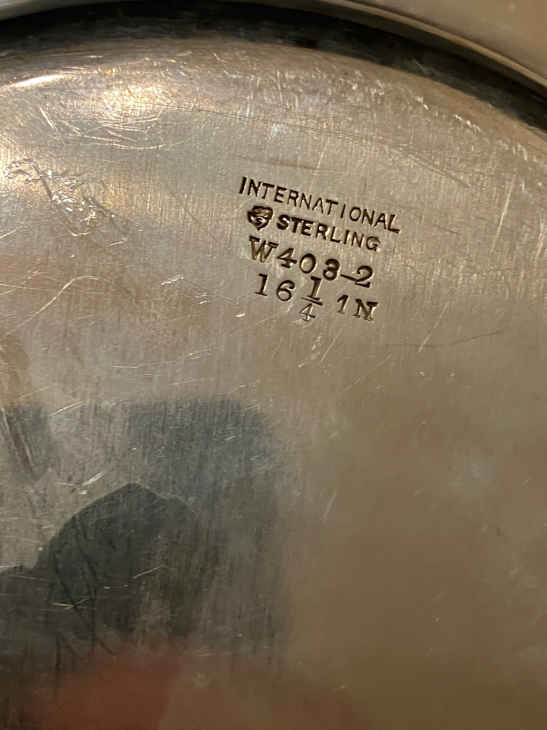 INTERNATIONAL
STERLING
W408-2
16 1/4 1N